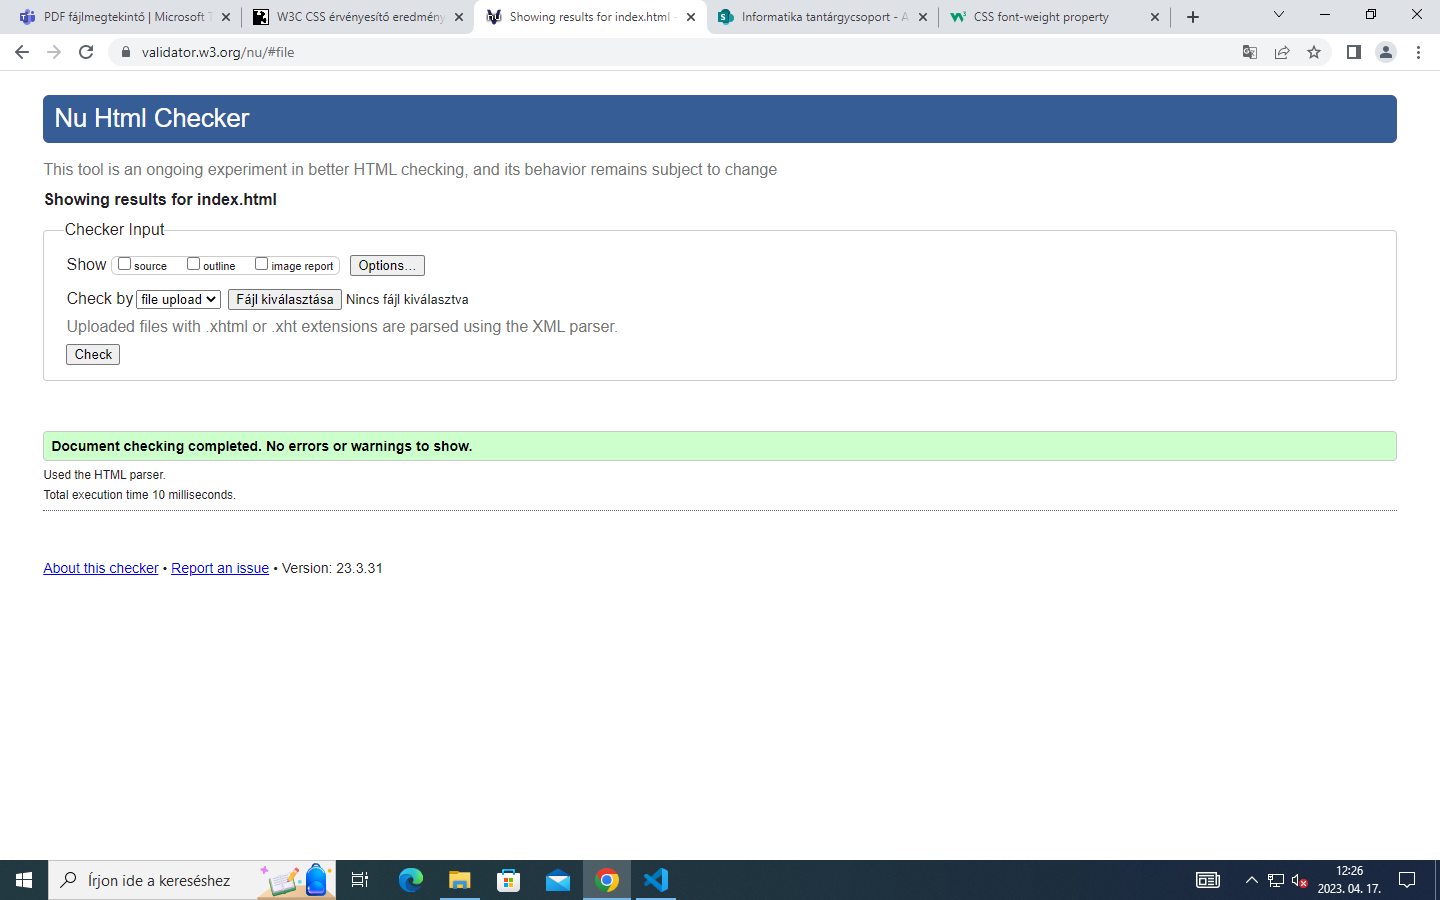 PDF fájlmegtekintő | Microsoft T
W3C CSS érvényesítő eredmény
Showing results for index.html -
Informatika tantárgycsoport - A
CSS font-weight property
validator.w3.org/nu/#file
Nu Html Checker
This tool is an ongoing experiment in better HTML checking, and its behavior remains subject to change
Showing results for index.html
Checker Input
Show source outline image report Options...
Check by file upload Fájl kiválasztása Nincs fájl kiválasztva
Uploaded files with .xhtml or .xht extensions are parsed using the XML parser.
Check
Document checking completed. No errors or warnings to show.
Used the HTML parser.
Total execution time 10 milliseconds.
About this checker • Report an issue • Version: 23.3.31
Írjon ide a kereséshez
12:26
2023. 04. 17.